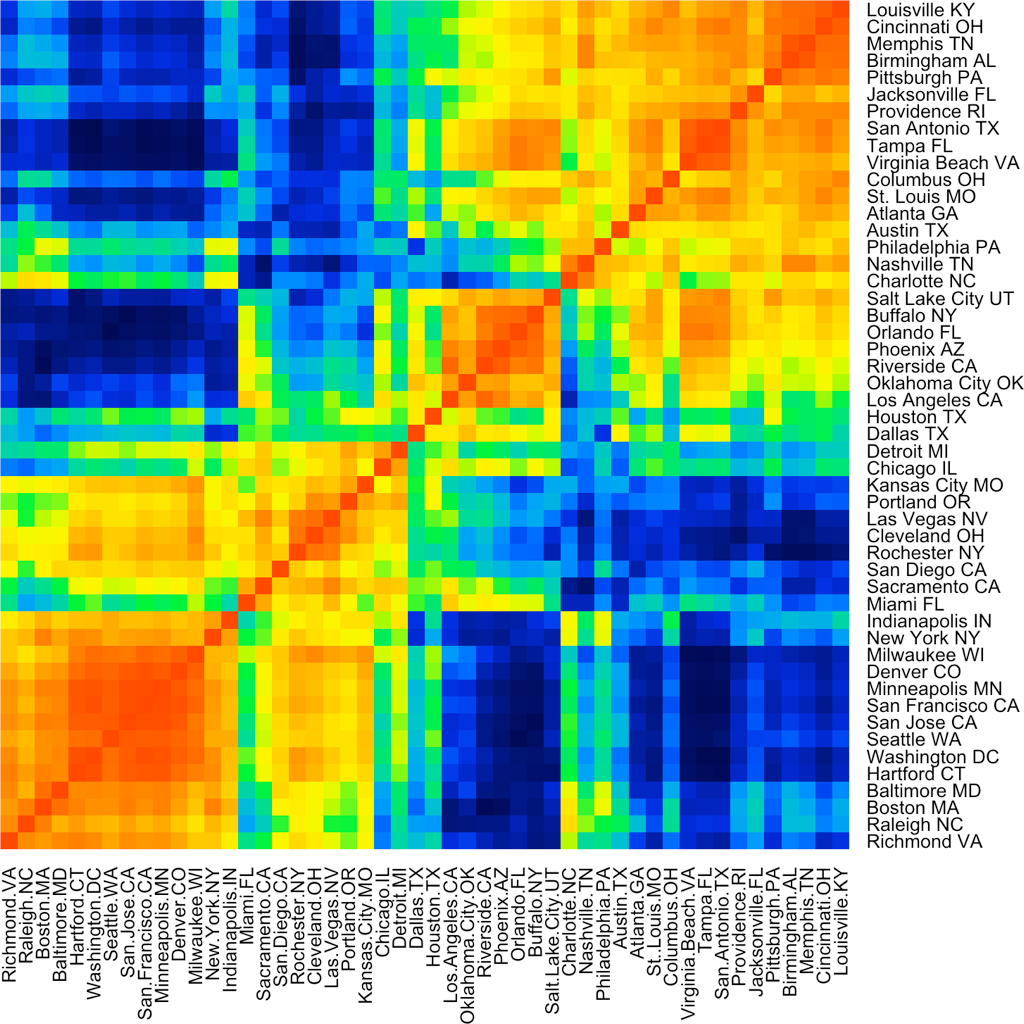 Louisville KY
Cincinnati OH
Memphis TN
Birmingham AL
Pittsburgh PA
Jacksonville FL
Providence RI
San Antonio TX
Tampa FL
Virginia Beach VA
Columbus OH
St. Louis MO
Atlanta GA
Austin TX
Philadelphia PA
Nashville TN
Charlotte NC
Salt Lake City UT
Buffalo NY
Orlando FL
Phoenix AZ
Riverside CA
Oklahoma City OK
Los Angeles CA
Houston TX
Dallas TX
Detroit MI
Chicago IL
Kansas City MO
Portland OR
Las Vegas NV
Cleveland OH
Rochester NY
San Diego CA
Sacramento CA
Miami FL
Indianapolis IN
New York NY
Milwaukee WI
Denver CO
Minneapolis MN
San Francisco CA
San Jose CA
Seattle WA
Washington DC
Hartford CT
Baltimore MD
Boston MA
Raleigh NC
Richmond VA
Richmond.VA
Raleigh.NC
Boston.MA
Baltimore.MD
Hartford.CT
Washington.DC
Seattle.WA
San.Jose.CA
San.Francisco.CA
Minneapolis.MN
Denver.CO
Milwaukee.WI
New.York.NY
Indianapolis.IN
Miami.FL
Sacramento.CA
San.Diego.CA
Rochester.NY
Cleveland.OH
Las.Vegas.NV
Portland.OR
Kansas.City.MO
Chicago.IL
Detroit.MI
Dallas.TX
Houston.TX
Los.Angeles.CA
Oklahoma.City.OK
Riverside.CA
Phoenix.AZ
Orlando.FL
Buffalo.NY
Salt.Lake.City.UT
Charlotte.NC
Nashville.TN
Philadelphia.PA
Austin.TX
Atlanta.GA
St.Louis.MO
Columbus.OH
Virginia.Beach.VA
Tampa.FL
San.Antonio.TX
Providence.RI
Jacksonville.FL
Pittsburgh.PA
Birmingham.AL
Memphis.TN
Cincinnati.OH
Louisville.KY